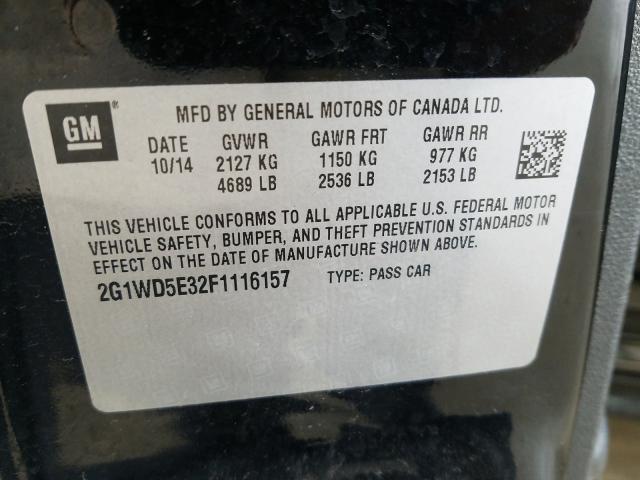 GM®
MFD BY GENERAL MOTORS OF CANADA LTD.
DATE GVWR GAWR FRT GAWR RR
10/14 2127 KG 1150 KG 977 KG
4689 LB 2536 LB 2153 LB
THIS VEHICLE CONFORMS TO ALL APPLICABLE U.S. FEDERAL MOTOR
VEHICLE SAFETY, BUMPER, AND THEFT PREVENTION STANDARDS IN
EFFECT ON THE DATE OF MANUFACTURE SHOWN ABOVE.
2G1WD5E32F1116157 TYPE: PASS CAR